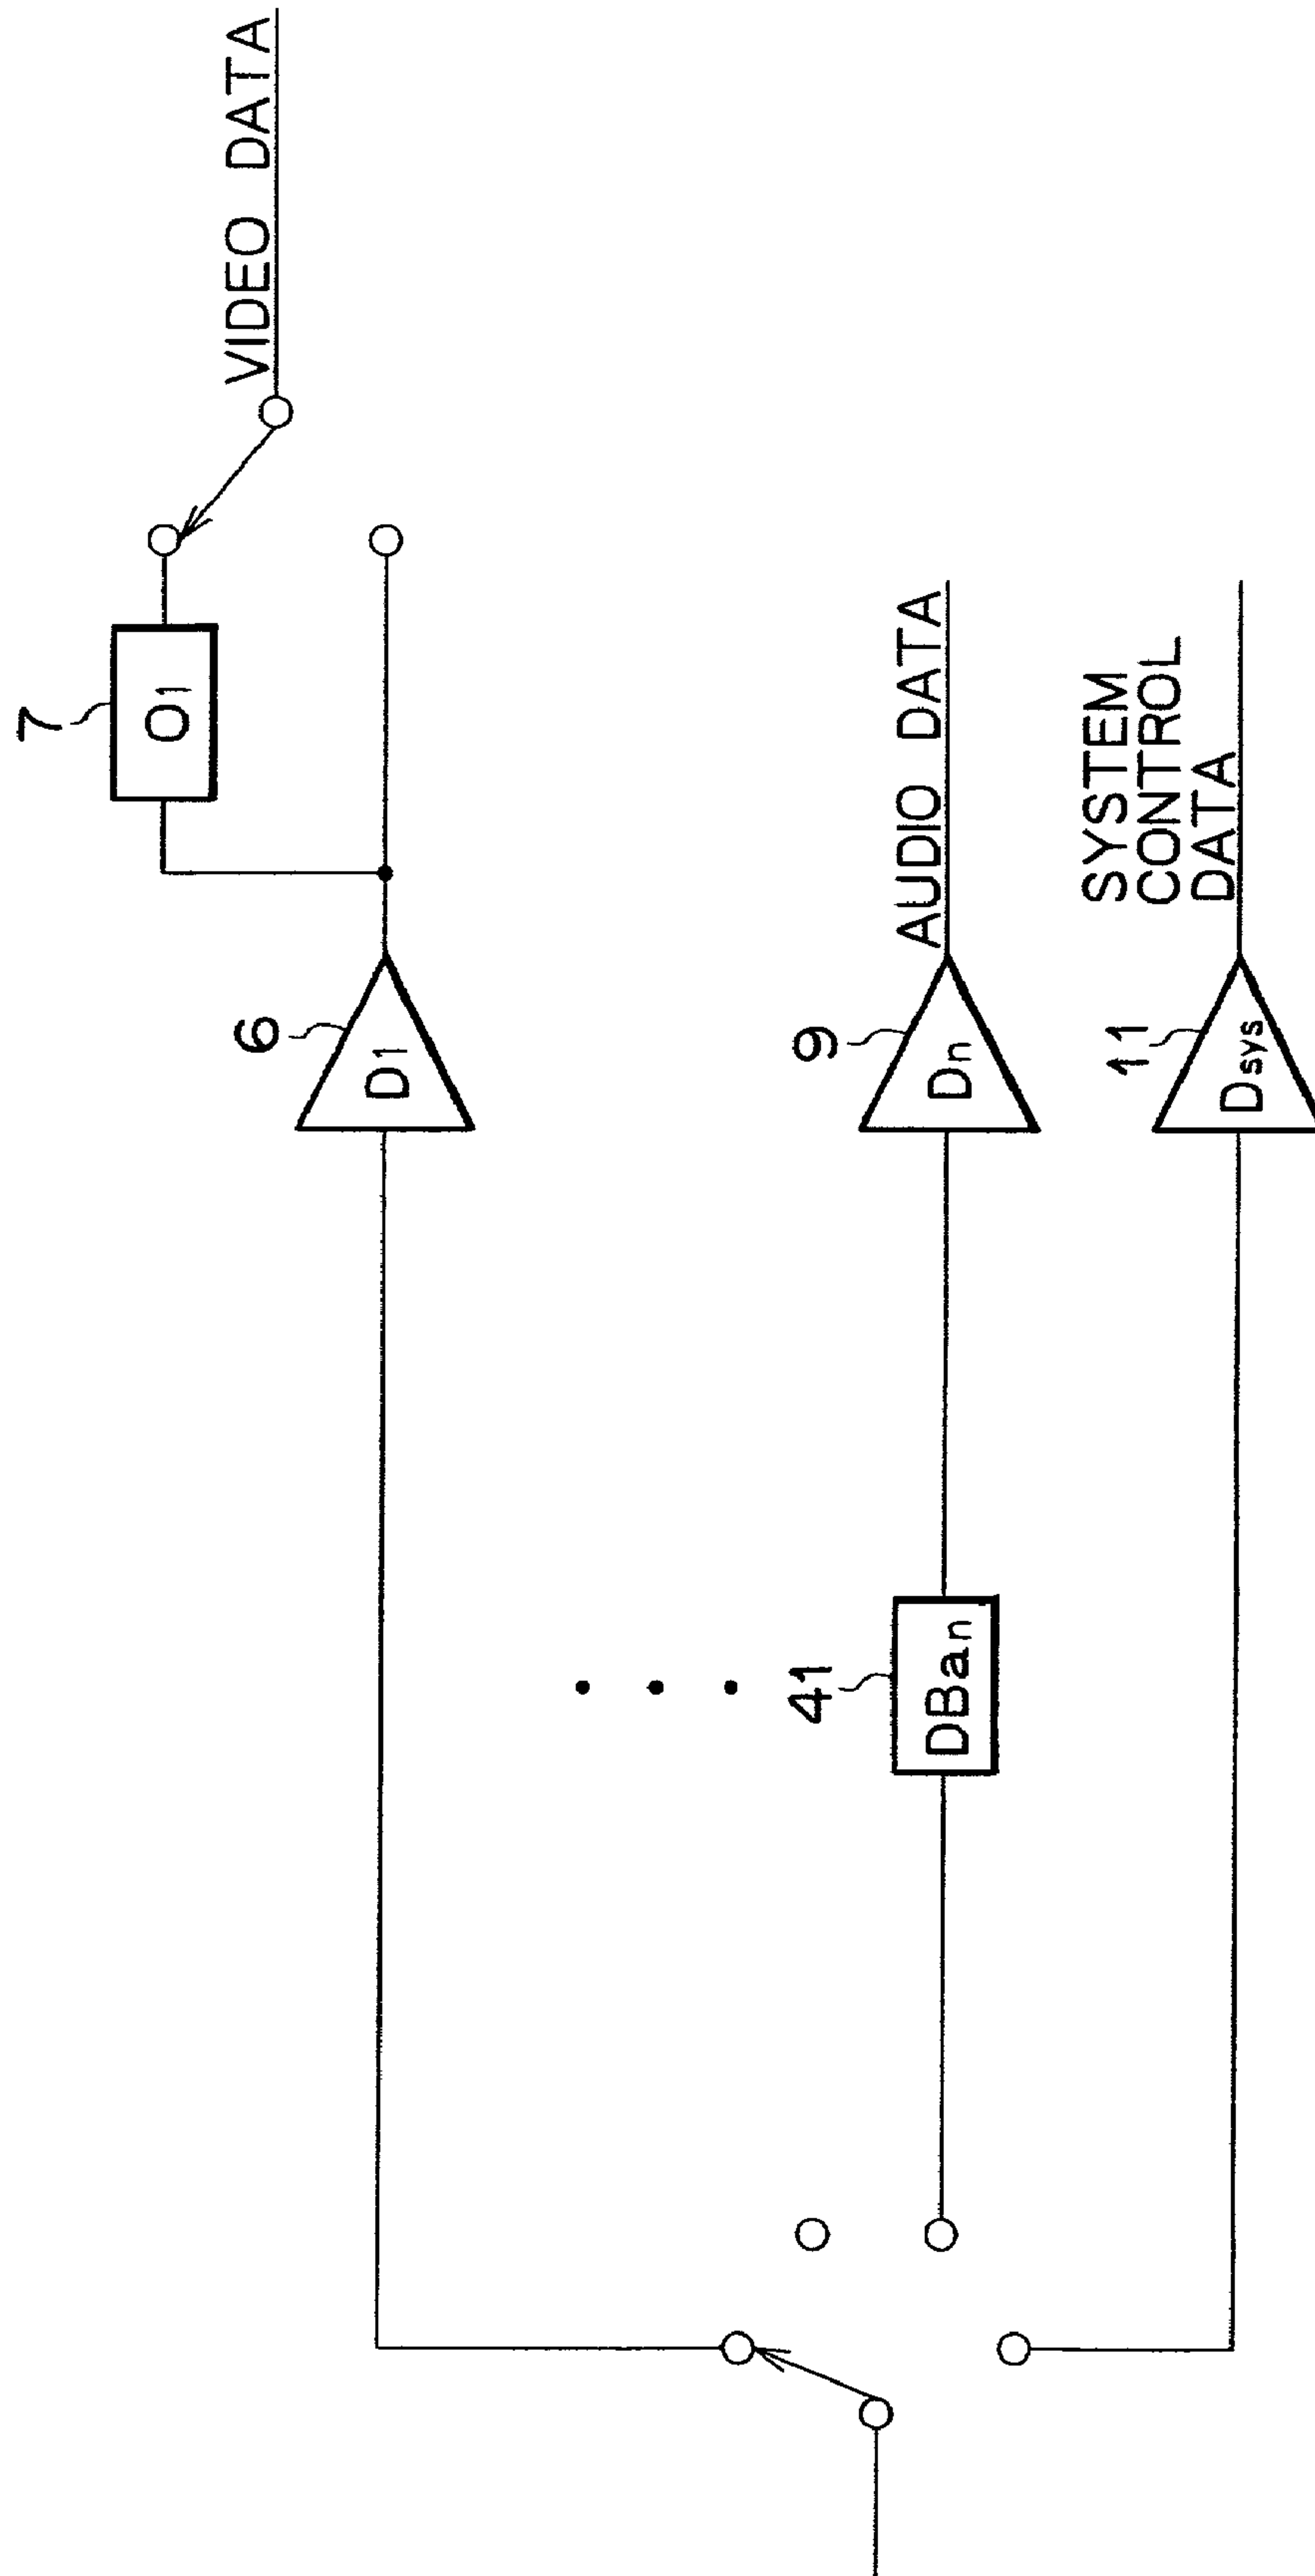 7
O1
VIDEO DATA
6
D1
41
DBan
9
Dn
AUDIO DATA
11
Dsys
SYSTEM
CONTROL
DATA